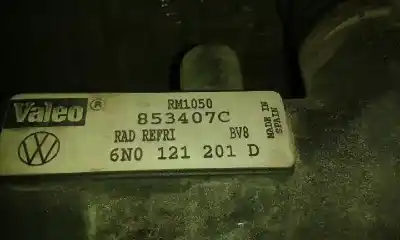 RM1050
Valeo ® 853407C
RAD REFRI BV8
6N0 121 201 D
MADE IN
SPAIN